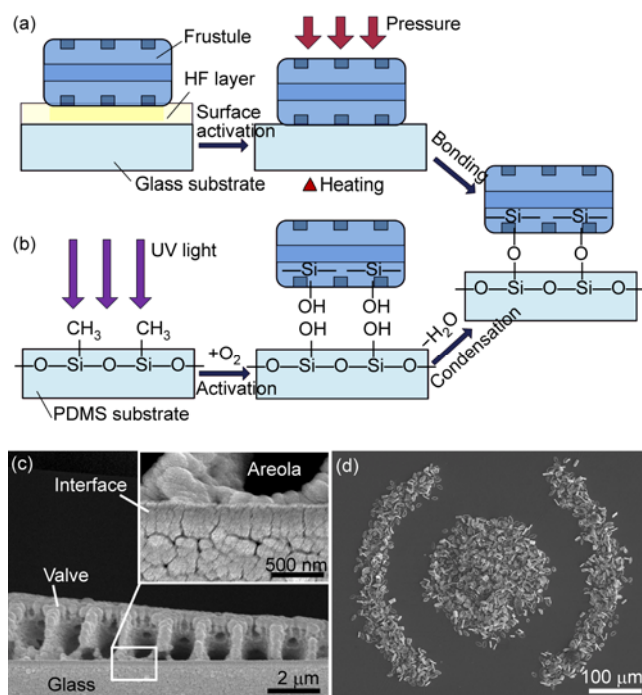 (a)
Frustule
HF layer
Surface
activation
Glass substrate
Pressure
Heating
Bonding
(b)
UV light
CH3 CH3
—O—Si—O—Si—O—
PDMS substrate
+O2
Activation
—Si— —Si—
OH OH
OH OH
—O—Si—O—Si—O—
–H2O
Condensation
—Si— —Si—
O O
—O—Si—O—Si—O—
(c)
Areola
Interface
500 nm
Valve
2 μm
Glass
(d)
100 μm